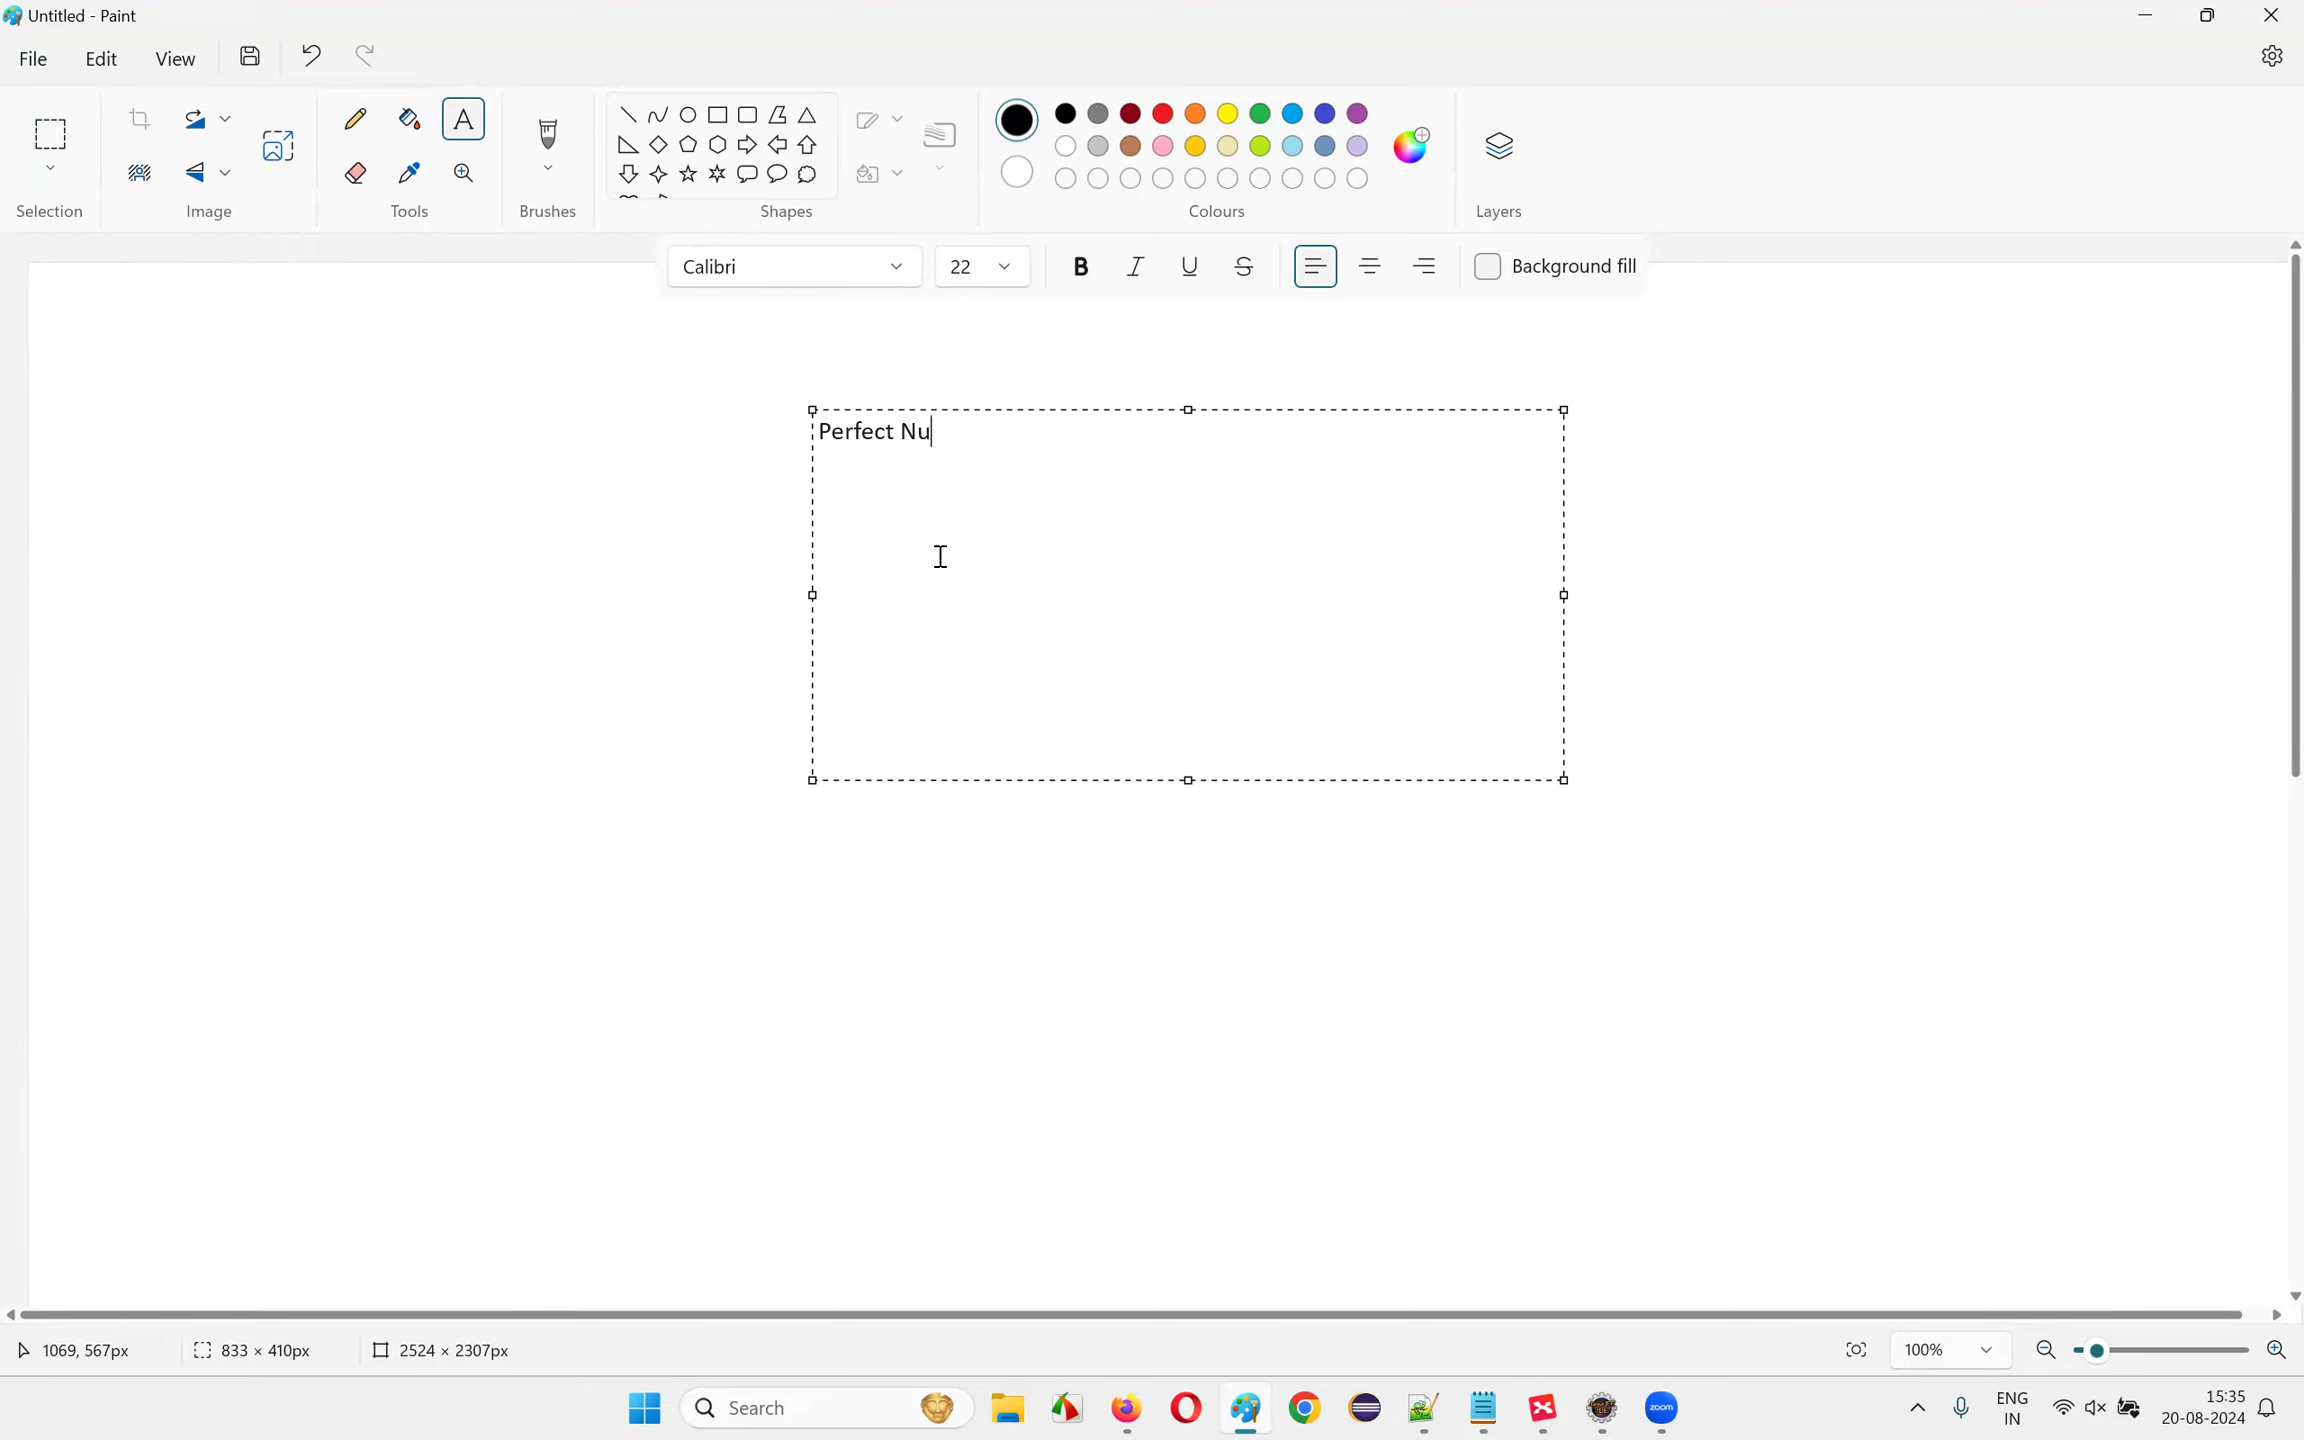 Untitled - Paint
File Edit View
Selection Image Tools Brushes Shapes Colours Layers
Calibri 22 B I U S Background fill
Perfect Nu
1069, 567px 833 × 410px 2524 × 2307px 100%
Search zoom ENG 15:35
IN 20-08-2024